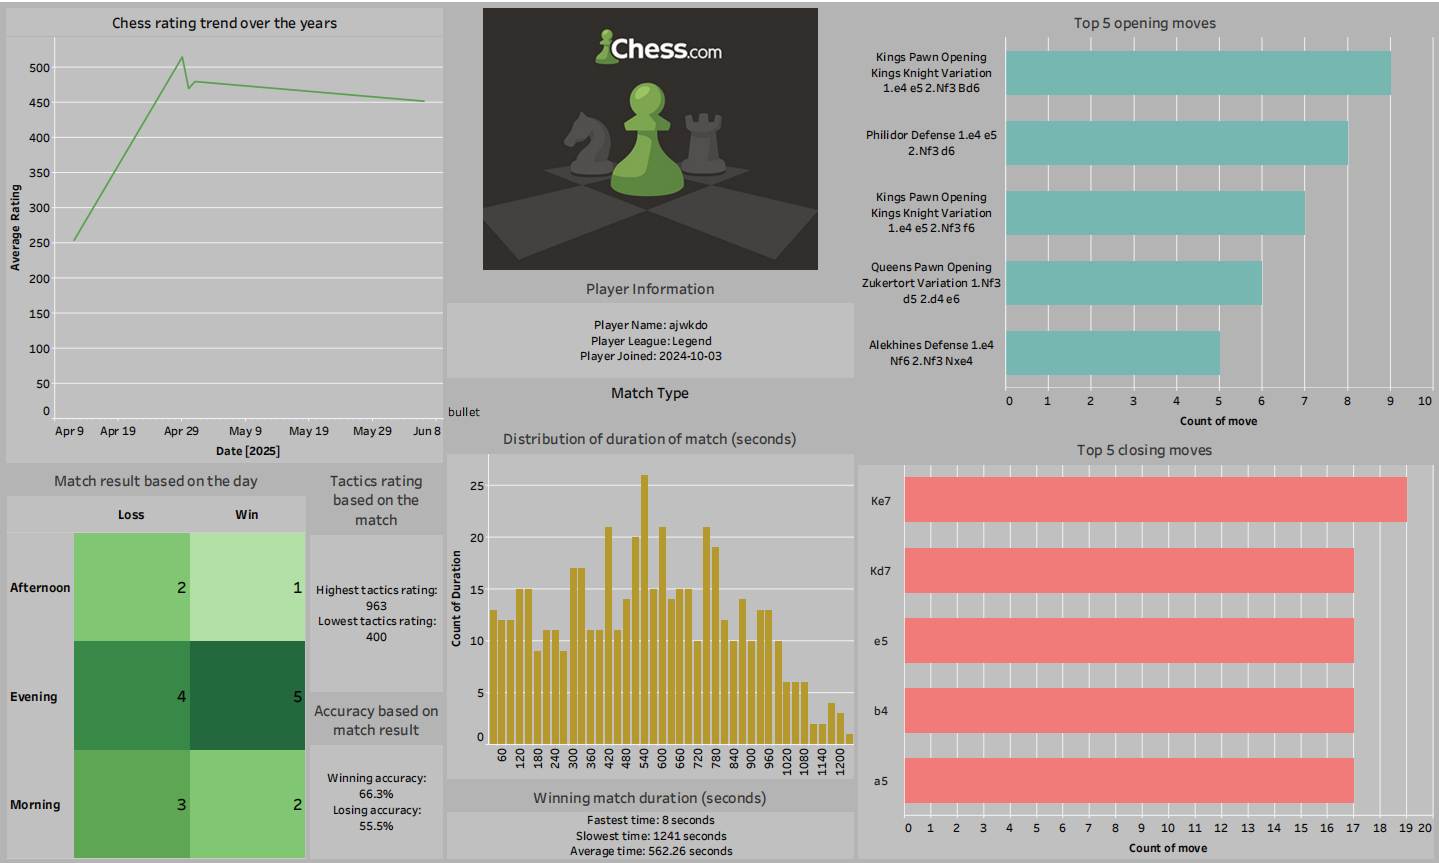 Chess rating trend over the years
500
450
400
350
300
250
200
150
100
50
0
Average Rating
Apr 9 Apr 19 Apr 29 May 9 May 19 May 29 Jun 8
Date [2025]
Match result based on the day
Loss Win
Afternoon 2 1
Evening 4 5
Morning 3 2
Tactics rating
based on the
match
Highest tactics rating:
963
Lowest tactics rating:
400
Accuracy based on
match result
Winning accuracy:
66.3%
Losing accuracy:
55.5%
Chess.com
Player Information
Player Name: ajwkdo
Player League: Legend
Player Joined: 2024-10-03
Match Type
bullet
Distribution of duration of match (seconds)
25
20
15
10
5
0
Count of Duration
60 120 180 240 300 360 420 480 540 600 660 720 780 840 900 960 1020 1080 1140 1200
Winning match duration (seconds)
Fastest time: 8 seconds
Slowest time: 1241 seconds
Average time: 562.26 seconds
Top 5 opening moves
Kings Pawn Opening
Kings Knight Variation
1.e4 e5 2.Nf3 Bd6
Philidor Defense 1.e4 e5
2.Nf3 d6
Kings Pawn Opening
Kings Knight Variation
1.e4 e5 2.Nf3 f6
Queens Pawn Opening
Zukertort Variation 1.Nf3
d5 2.d4 e6
Alekhines Defense 1.e4
Nf6 2.Nf3 Nxe4
0 1 2 3 4 5 6 7 8 9 10
Count of move
Top 5 closing moves
Ke7
Kd7
e5
b4
a5
0 1 2 3 4 5 6 7 8 9 10 11 12 13 14 15 16 17 18 19 20
Count of move